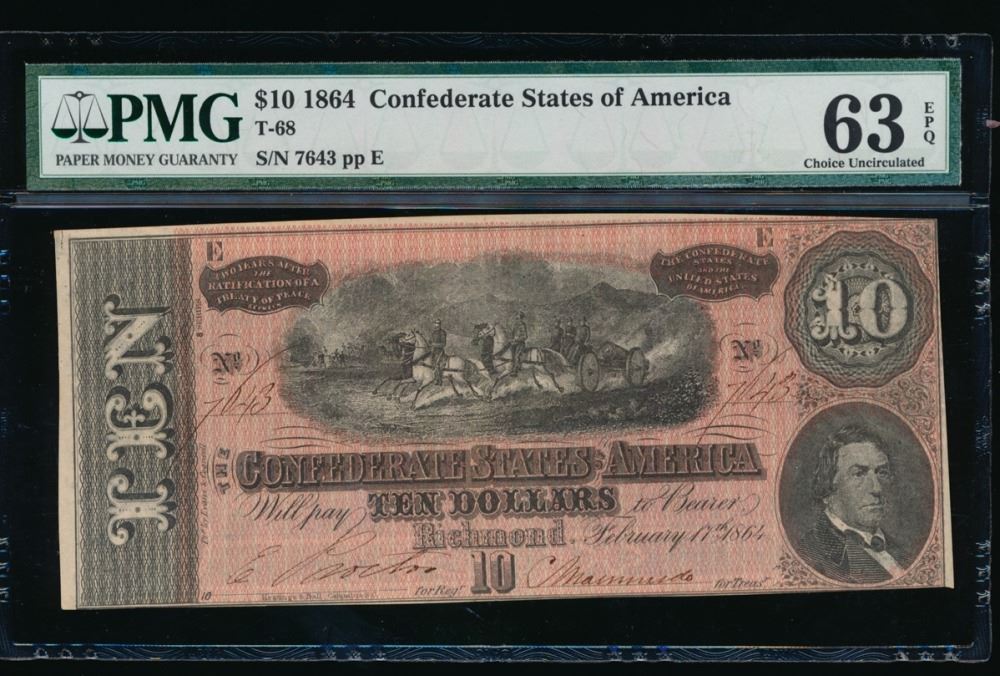 PMG
PAPER MONEY GUARANTY
$10 1864 Confederate States of America
T-68
S/N 7643 pp E
63
EPQ
Choice Uncirculated
E
E
TWO YEARS AFTER
THE
RATIFICATION OF A
TREATY OF PEACE
BETWEEN
THE CONFEDERATE
STATES
AND THE
UNITED STATES
OF AMERICA
10
TEN
No
7643
No
7643
THE
CONFEDERATE STATES OF AMERICA
Will pay TEN DOLLARS to Bearer
Richmond. February 17th 1864
10
for Regr.
for Treasr.
10